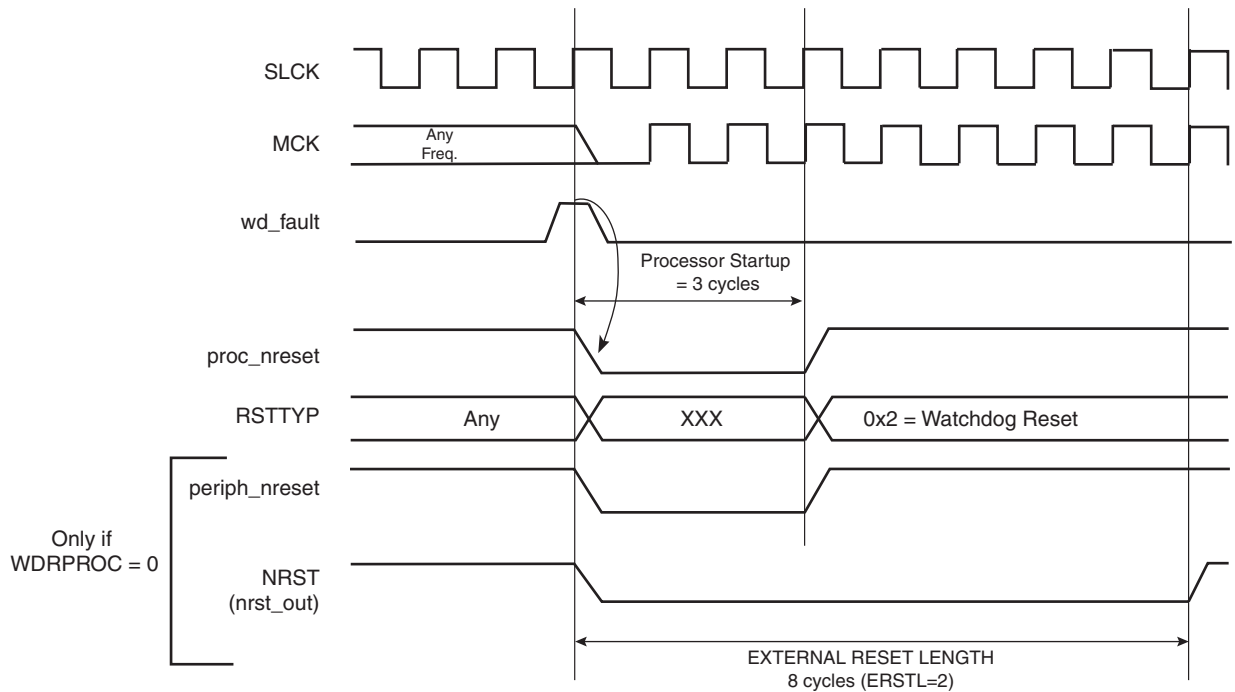 SLCK
MCK
Any
Freq.
wd_fault
Processor Startup
= 3 cycles
proc_nreset
RSTTYP
Any
XXX
0x2 = Watchdog Reset
periph_nreset
Only if
WDRPROC = 0
NRST
(nrst_out)
EXTERNAL RESET LENGTH
8 cycles (ERSTL=2)